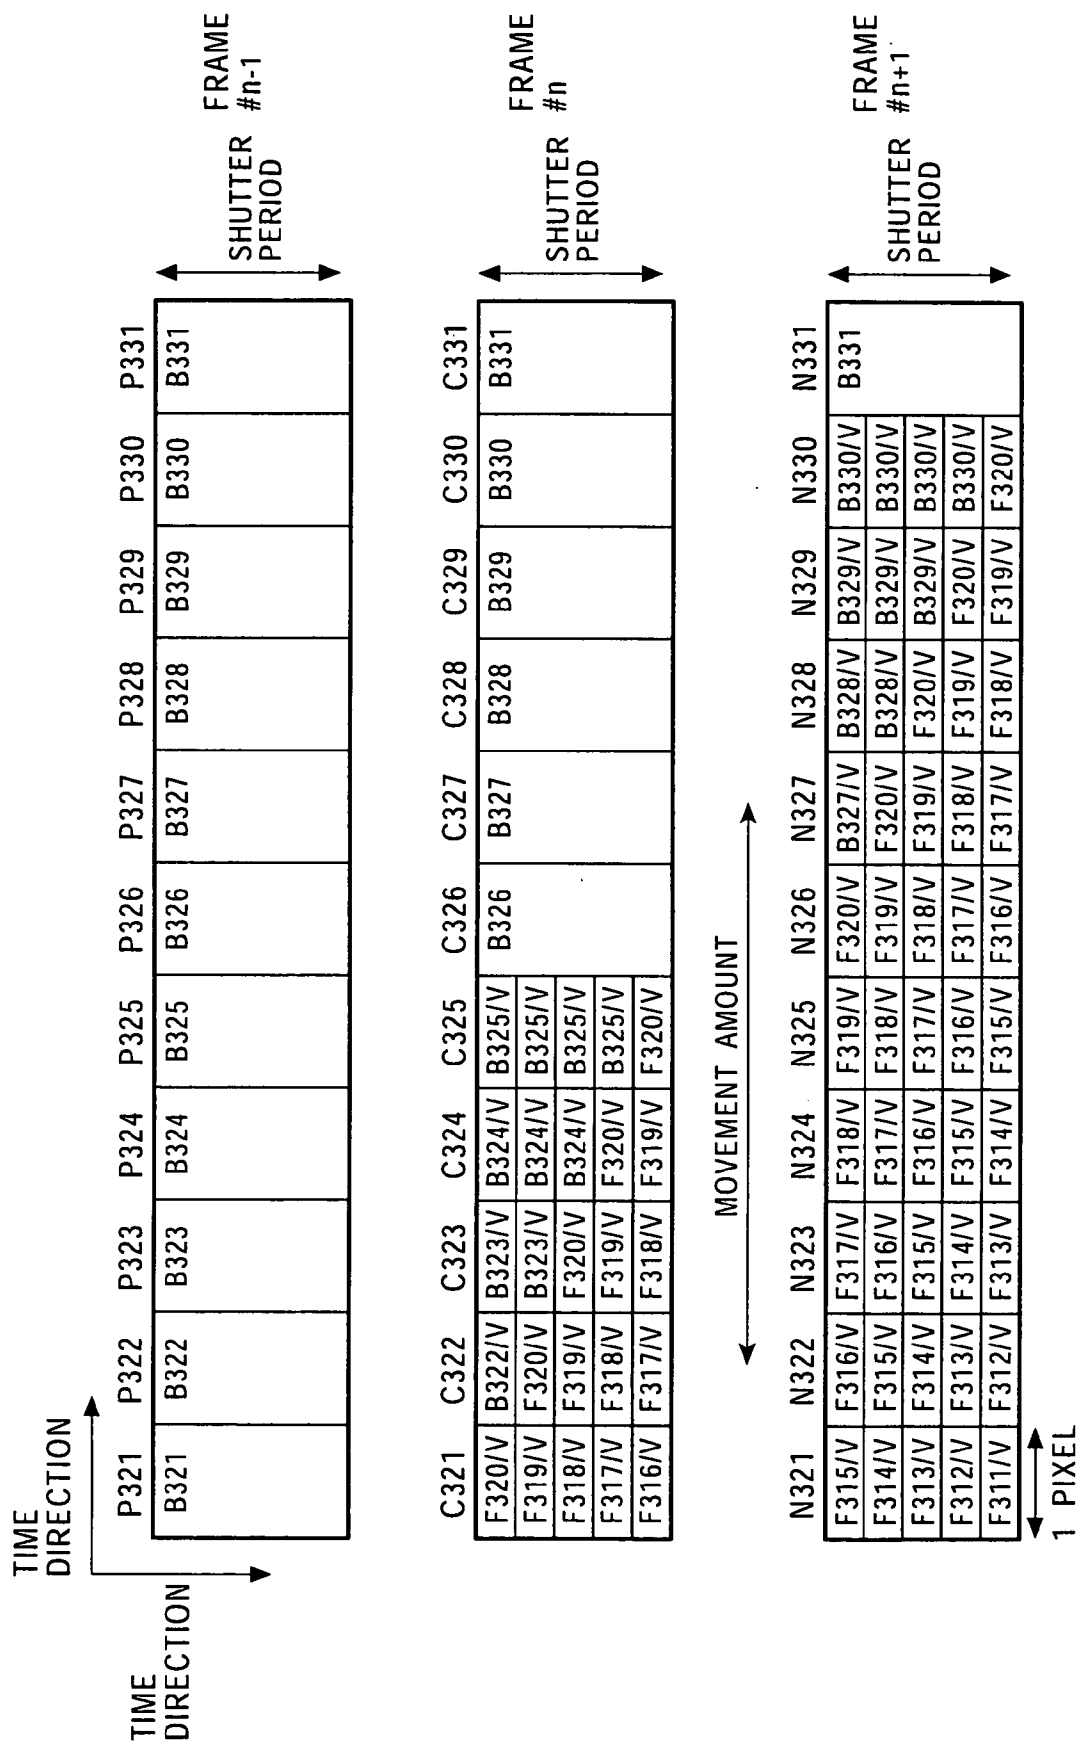 TIME
DIRECTION
TIME
DIRECTION
P321 P322 P323 P324 P325 P326 P327 P328 P329 P330 P331
B321 B322 B323 B324 B325 B326 B327 B328 B329 B330 B331
SHUTTER
PERIOD
FRAME
#n-1
C321 C322 C323 C324 C325 C326 C327 C328 C329 C330 C331
F320/V B322/V B323/V B324/V B325/V B326 B327 B328 B329 B330 B331
F319/V F320/V B323/V B324/V B325/V
F318/V F319/V F320/V B324/V B325/V
F317/V F318/V F319/V F320/V B325/V
F316/V F317/V F318/V F319/V F320/V
SHUTTER
PERIOD
FRAME
#n
MOVEMENT AMOUNT
N321 N322 N323 N324 N325 N326 N327 N328 N329 N330 N331
F315/V F316/V F317/V F318/V F319/V F320/V B327/V B328/V B329/V B330/V B331
F314/V F315/V F316/V F317/V F318/V F319/V F320/V B328/V B329/V B330/V
F313/V F314/V F315/V F316/V F317/V F318/V F319/V F320/V B329/V B330/V
F312/V F313/V F314/V F315/V F316/V F317/V F318/V F319/V F320/V B330/V
F311/V F312/V F313/V F314/V F315/V F316/V F317/V F318/V F319/V F320/V
SHUTTER
PERIOD
FRAME
#n+1
1 PIXEL